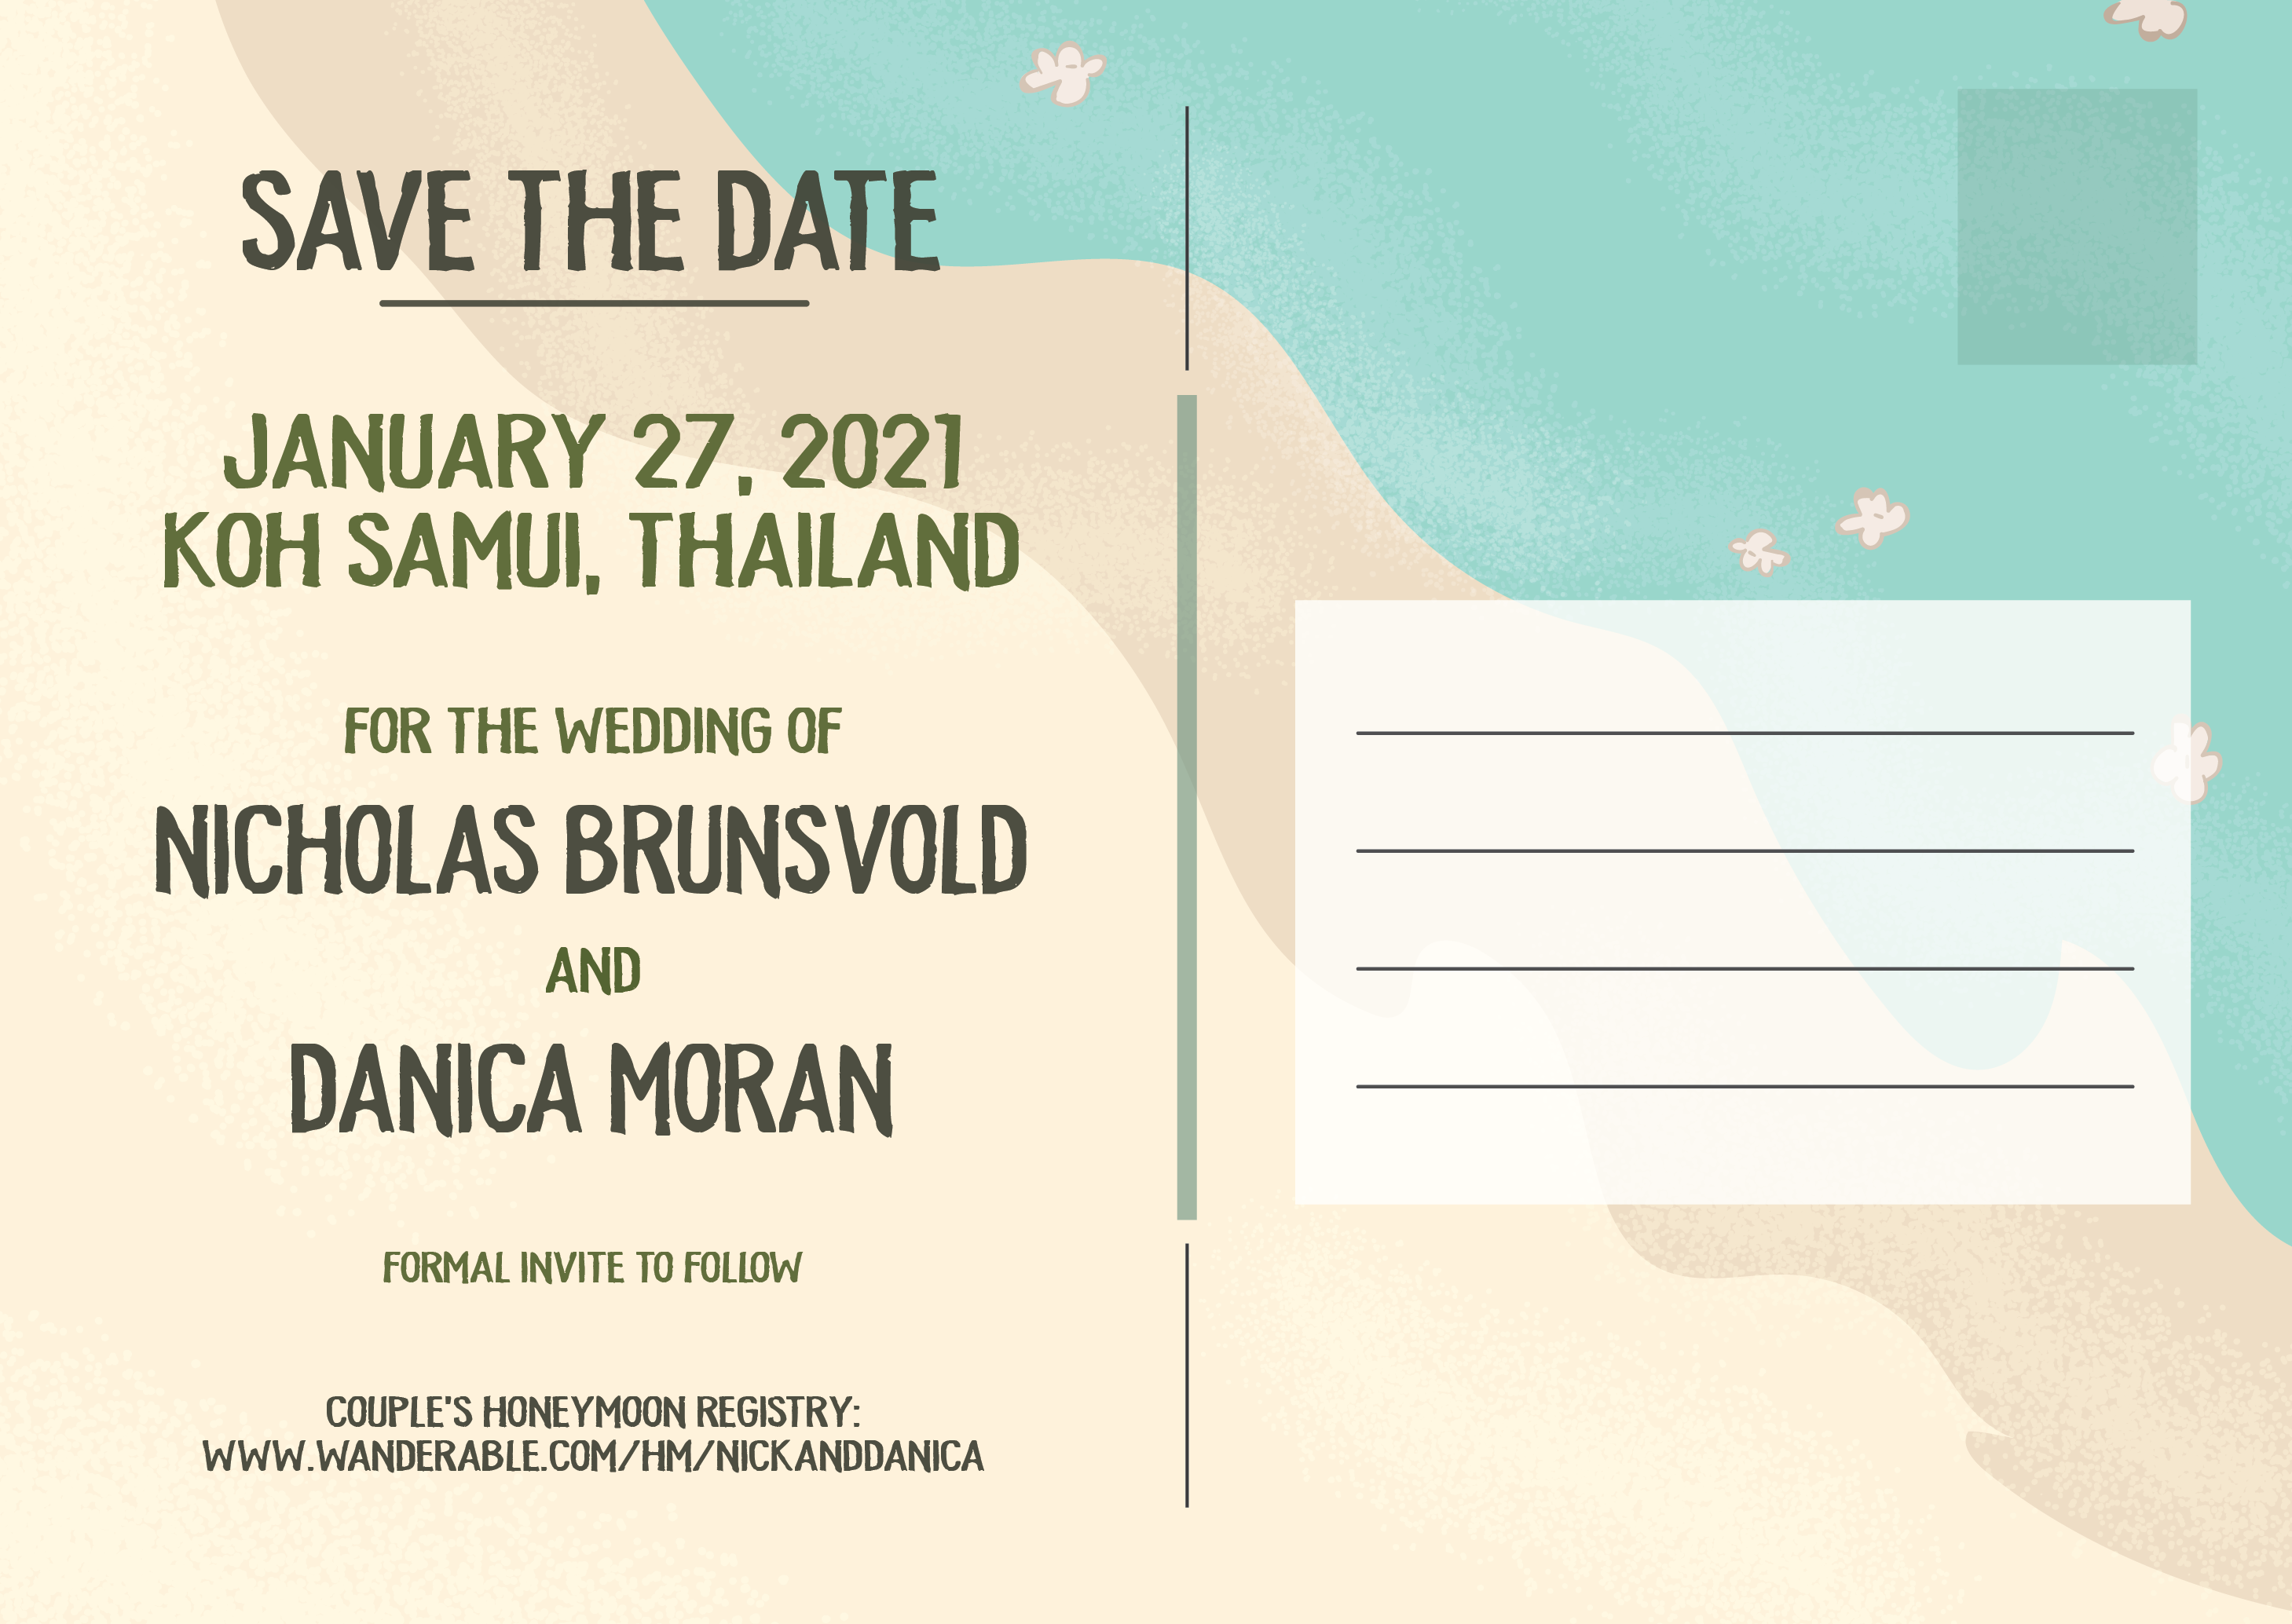 SAVE THE DATE
JANUARY 27, 2021
KOH SAMUI, THAILAND
FOR THE WEDDING OF
NICHOLAS BRUNSVOLD
AND
DANICA MORAN
FORMAL INVITE TO FOLLOW
COUPLE'S HONEYMOON REGISTRY:
WWW.WANDERABLE.COM/HM/NICKANDDANICA